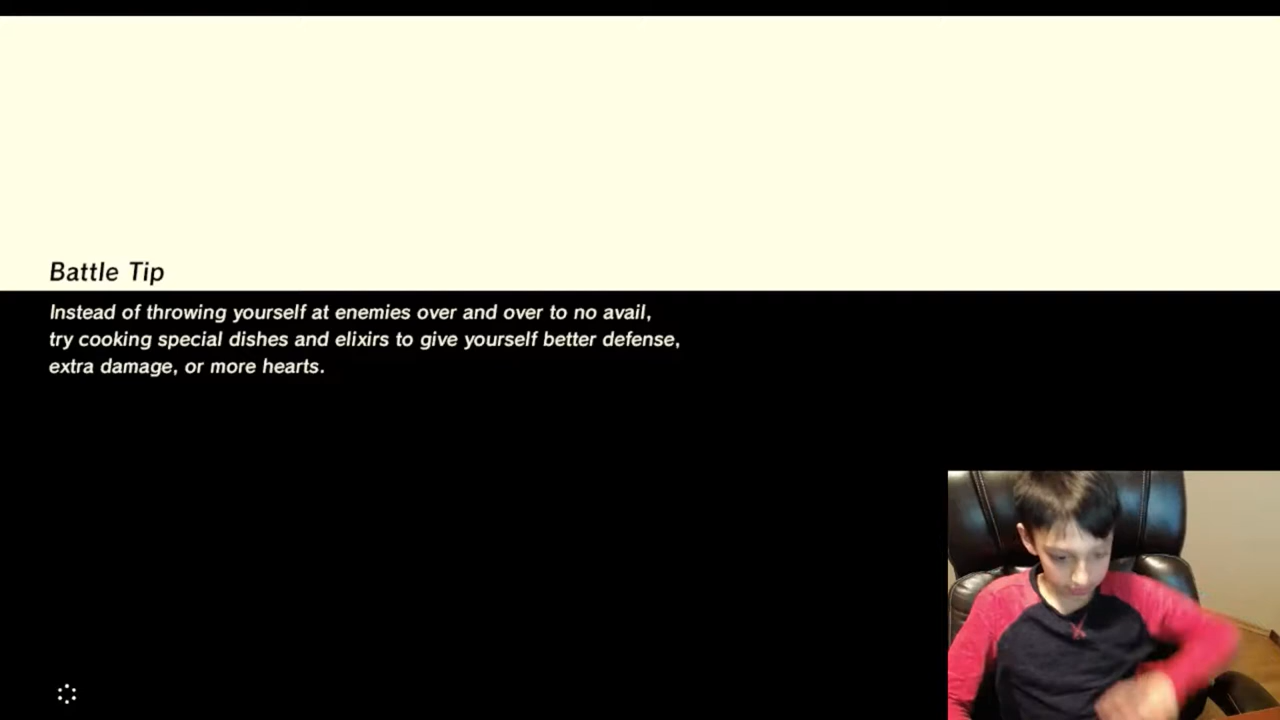 Battle Tip
Instead of throwing yourself at enemies over and over to no avail,
try cooking special dishes and elixirs to give yourself better defense,
extra damage, or more hearts.